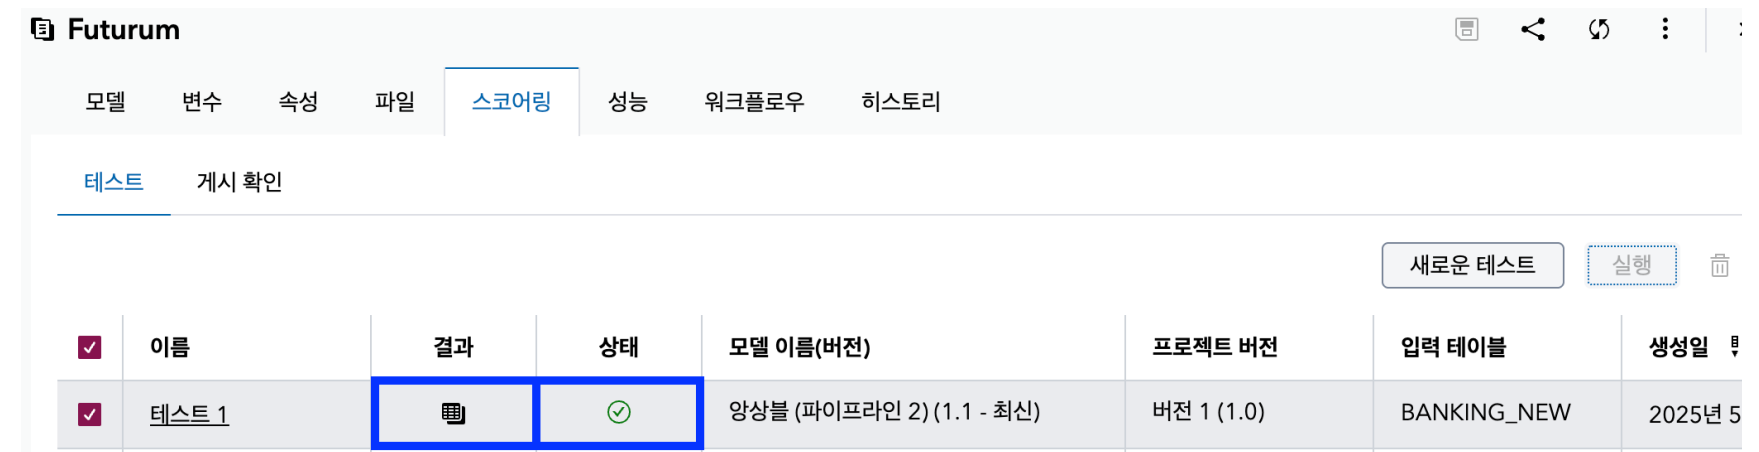 Futurum
모델 변수 속성 파일 스코어링 성능 워크플로우 히스토리
테스트 게시 확인
새로운 테스트 실행
이름 결과 상태 모델 이름(버전) 프로젝트 버전 입력 테이블 생성일
테스트 1 앙상블 (파이프라인 2) (1.1 - 최신) 버전 1 (1.0) BANKING_NEW 2025년 5